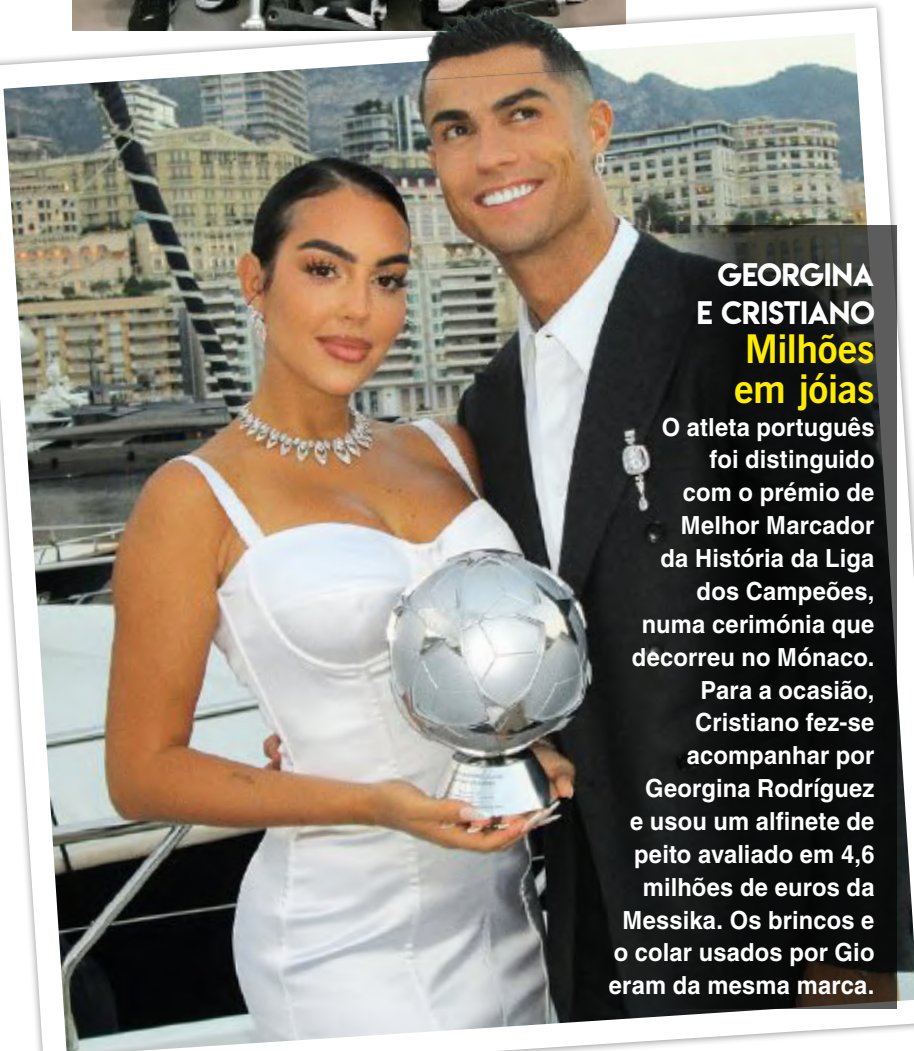 GEORGINA
E CRISTIANO
Milhões
em jóias
O atleta português
foi distinguido
com o prémio de
Melhor Marcador
da História da Liga
dos Campeões,
numa cerimónia que
decorreu no Mónaco.
Para a ocasião,
Cristiano fez-se
acompanhar por
Georgina Rodríguez
e usou um alfinete de
peito avaliado em 4,6
milhões de euros da
Messika. Os brincos e
o colar usados por Gio
eram da mesma marca.